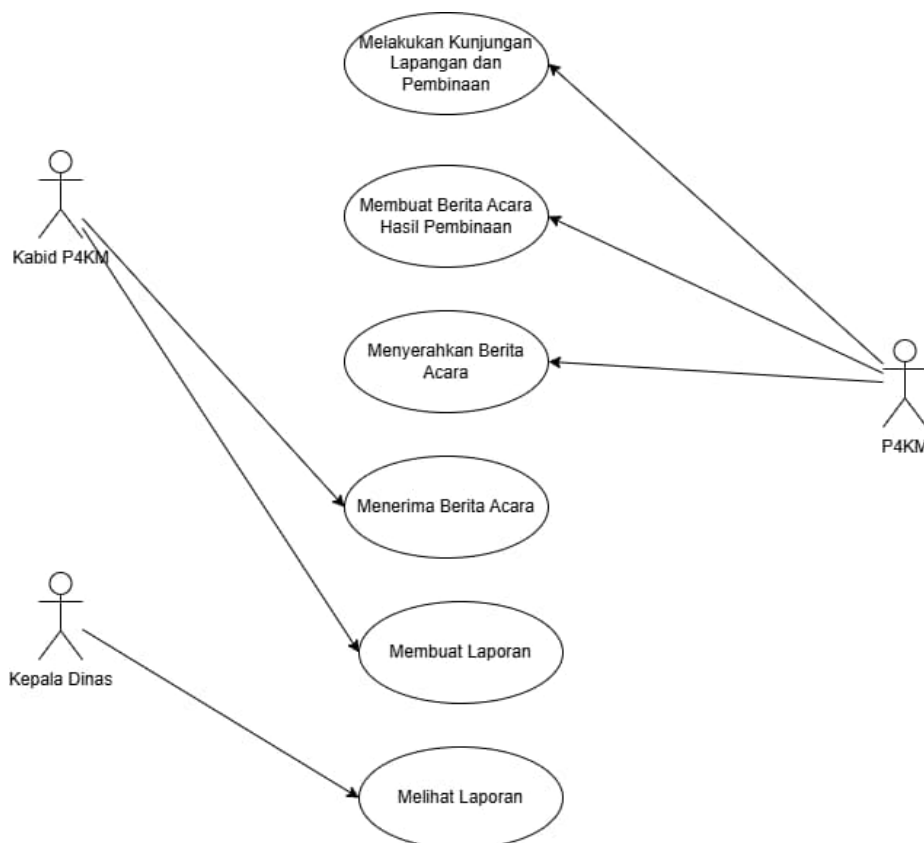 Melakukan Kunjungan
Lapangan dan
Pembinaan
Kabid P4KM
Membuat Berita Acara
Hasil Pembinaan
Menyerahkan Berita
Acara
P4KM
Menerima Berita Acara
Kepala Dinas
Membuat Laporan
Melihat Laporan